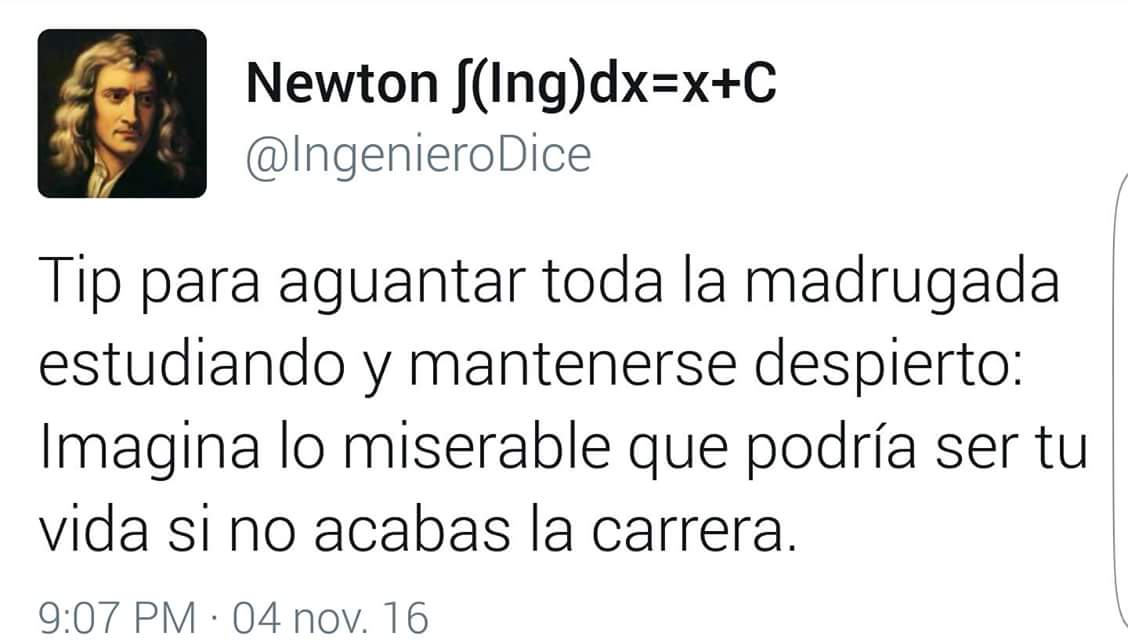 Newton ∫(Ing)dx=x+C
@IngenieroDice
Tip para aguantar toda la madrugada
estudiando y mantenerse despierto:
Imagina lo miserable que podría ser tu
vida si no acabas la carrera.
9:07 PM · 04 nov. 16